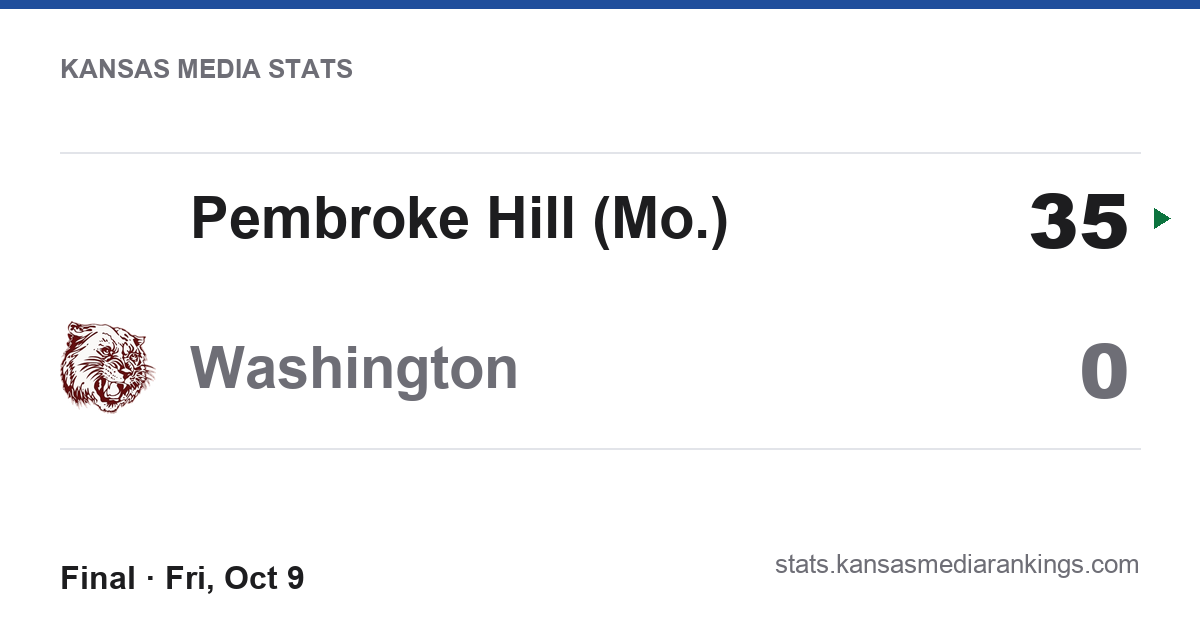 KANSAS MEDIA STATS
Pembroke Hill (Mo.) 35
Washington 0
Final · Fri, Oct 9
stats.kansasmediarankings.com